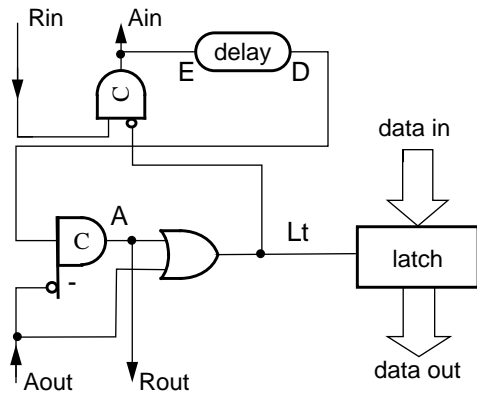 Rin
Ain
E
delay
D
C
data in
A
C
Lt
latch
-
Aout
Rout
data out